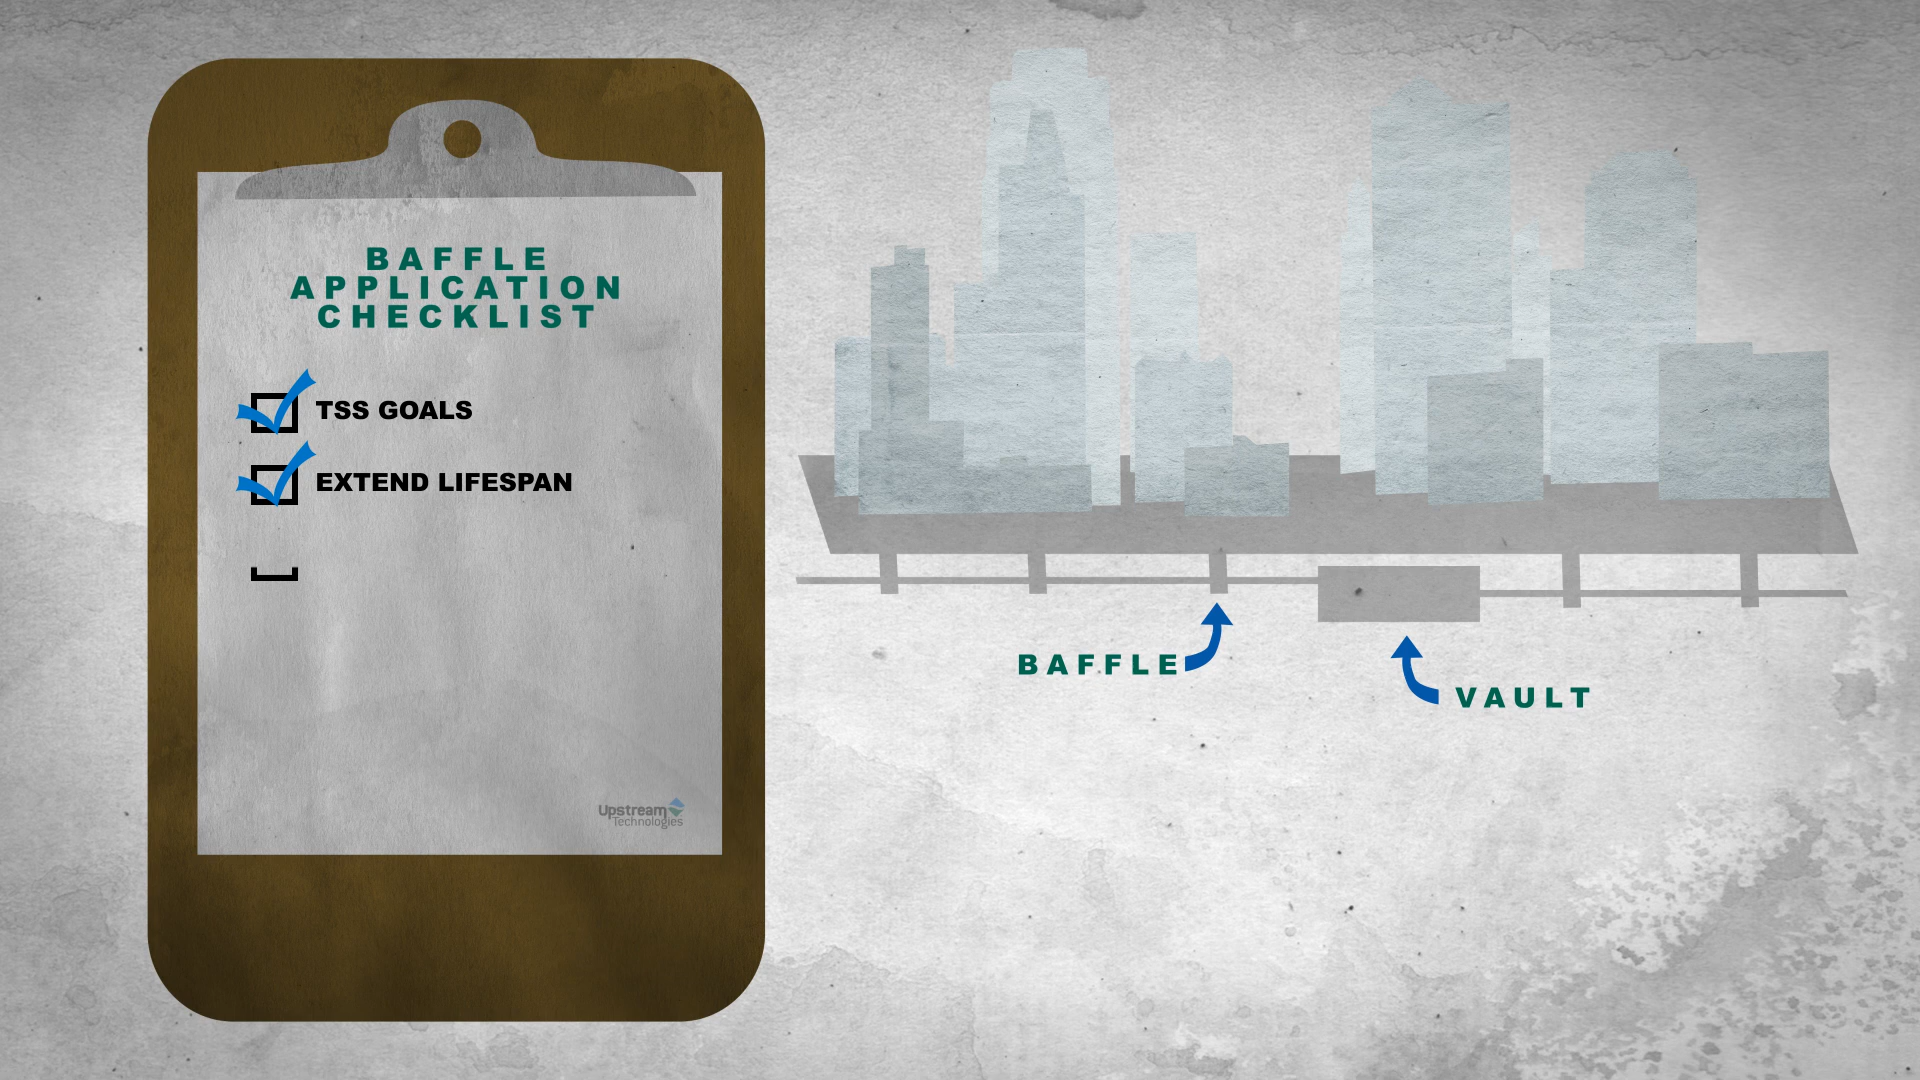 BAFFLE
APPLICATION
CHECKLIST
TSS GOALS
EXTEND LIFESPAN
Upstream
Technologies
BAFFLE
VAULT